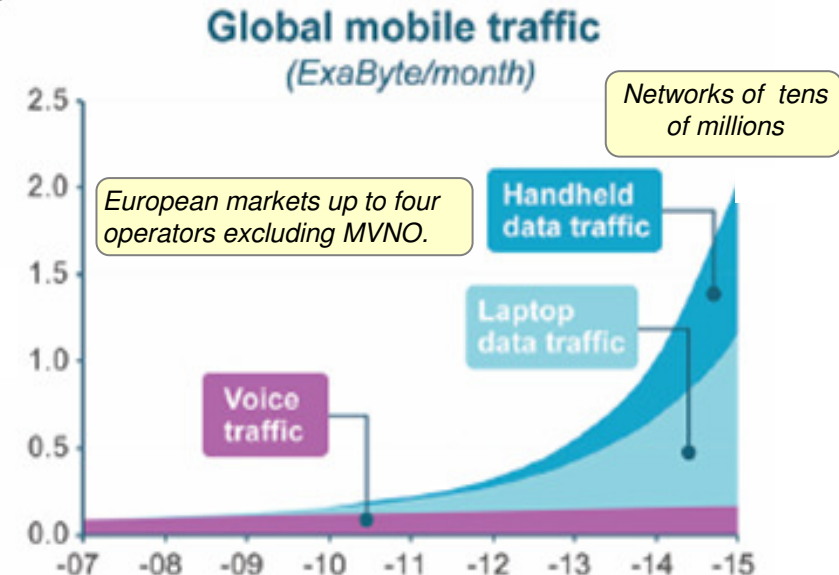 Global mobile traffic
(ExaByte/month)
Networks of tens
of millions
European markets up to four
operators excluding MVNO.
Handheld
data traffic
Laptop
data traffic
Voice
traffic
2.5
2.0
1.5
1.0
0.5
0.0
-07 -08 -09 -10 -11 -12 -13 -14 -15